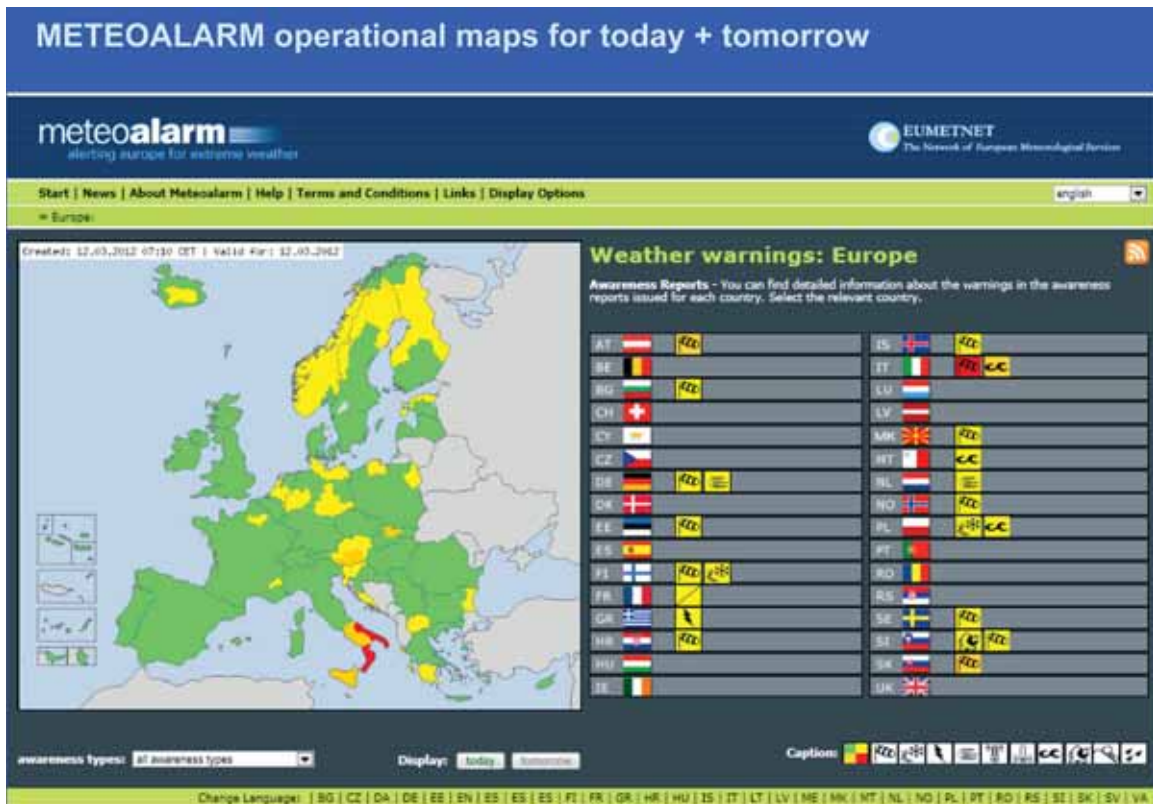 METEOALARM operational maps for today + tomorrow
meteoalarm
alerting europe for extreme weather
EUMETNET
The Network of European Meteorological Services
Start | News | About Meteoalarm | Help | Terms and Conditions | Links | Display Options
english
Europe:
Created: 12.03.2012 07:10 CET | Valid for: 12.03.2012
Weather warnings: Europe
Awareness Reports - You can find detailed information about the warnings in the awareness
reports issued for each country. Select the relevant country.
AT
BE
BG
CH
CY
CZ
DE
DK
EE
ES
FI
FR
GR
HR
HU
IE
IS
IT
LU
LV
MK
MT
NL
NO
PL
PT
RO
RS
SE
SI
SK
UK
awareness types:
all awareness types
Display:
today
tomorrow
Caption:
Change Language: | BG | CZ | DA | DE | EE | EN | ES | ES | ES | FI | FR | GR | HR | HU | IS | IT | LT | LV | ME | MK | MT | NL | NO | PL | PT | RO | RS | SI | SK | SV | VA